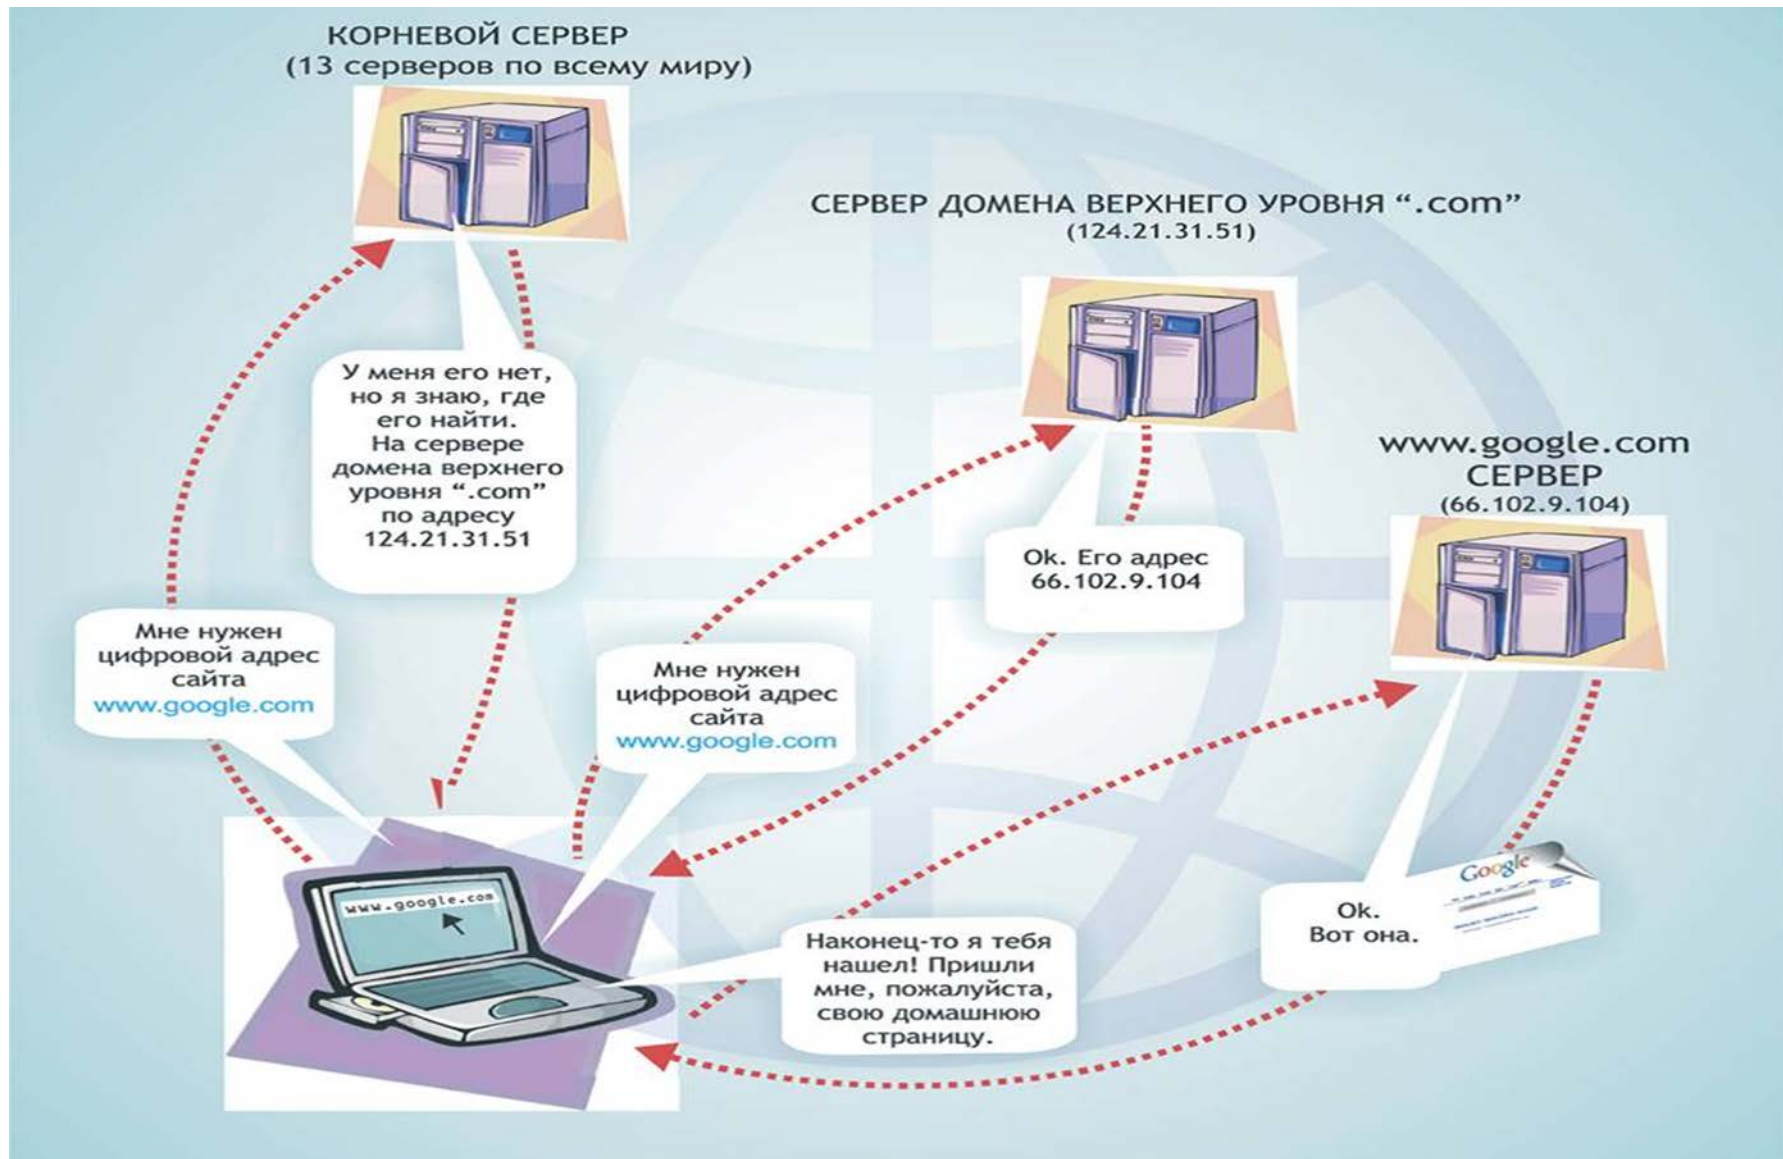 КОРНЕВОЙ СЕРВЕР
(13 серверов по всему миру)
СЕРВЕР ДОМЕНА ВЕРХНЕГО УРОВНЯ “.com”
(124.21.31.51)
www.google.com
СЕРВЕР
(66.102.9.104)
У меня его нет,
но я знаю, где
его найти.
На сервере
домена верхнего
уровня “.com”
по адресу
124.21.31.51
Ok. Его адрес
66.102.9.104
Мне нужен
цифровой адрес
сайта
www.google.com
Мне нужен
цифровой адрес
сайта
www.google.com
www.google.com
Наконец-то я тебя
нашел! Пришли
мне, пожалуйста,
свою домашнюю
страницу.
Ok.
Вот она.
Google